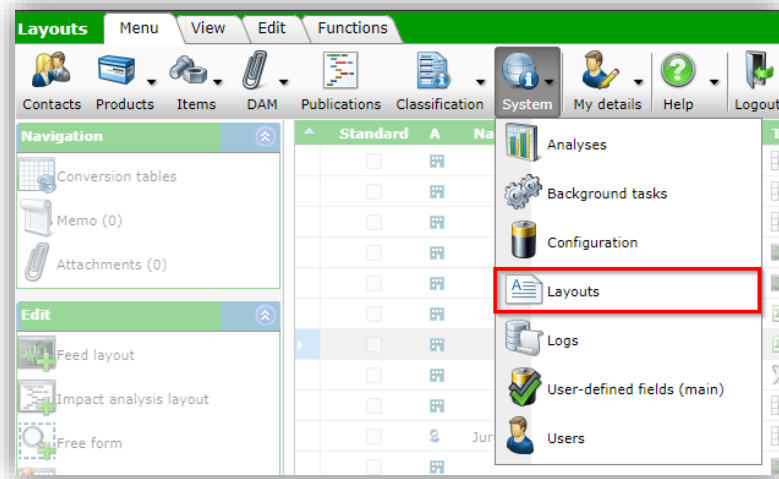 Layouts Menu View Edit Functions
Contacts Products Items DAM Publications Classification System My details Help Logout
Navigation
Conversion tables
Memo (0)
Attachments (0)
Edit
Feed layout
Impact analysis layout
Free form
Standard A Na
Jur
Analyses
Background tasks
Configuration
Layouts
Logs
User-defined fields (main)
Users
T